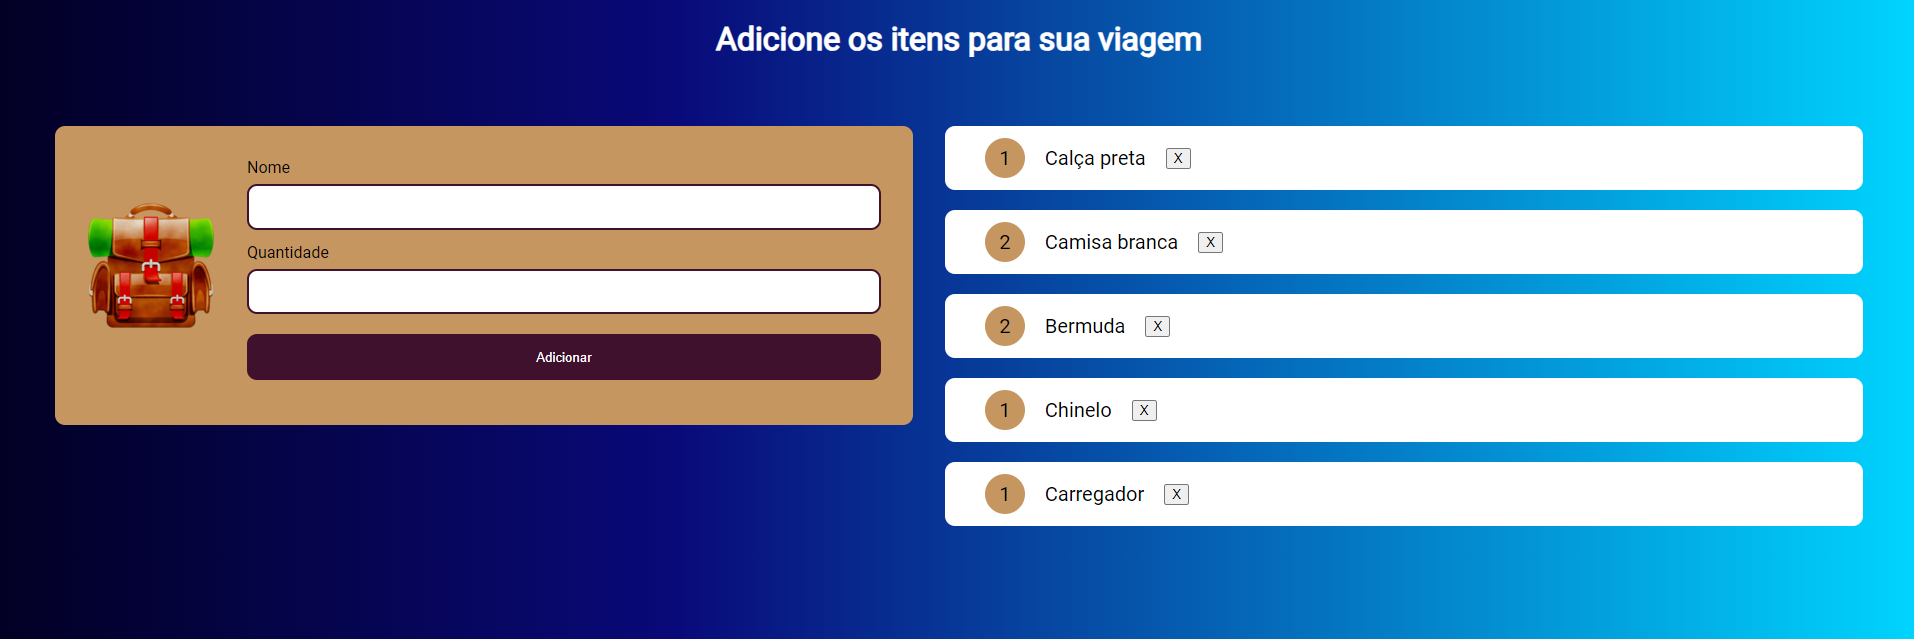 Adicione os itens para sua viagem
Nome
Quantidade
Adicionar
1 Calça preta X
2 Camisa branca X
2 Bermuda X
1 Chinelo X
1 Carregador X